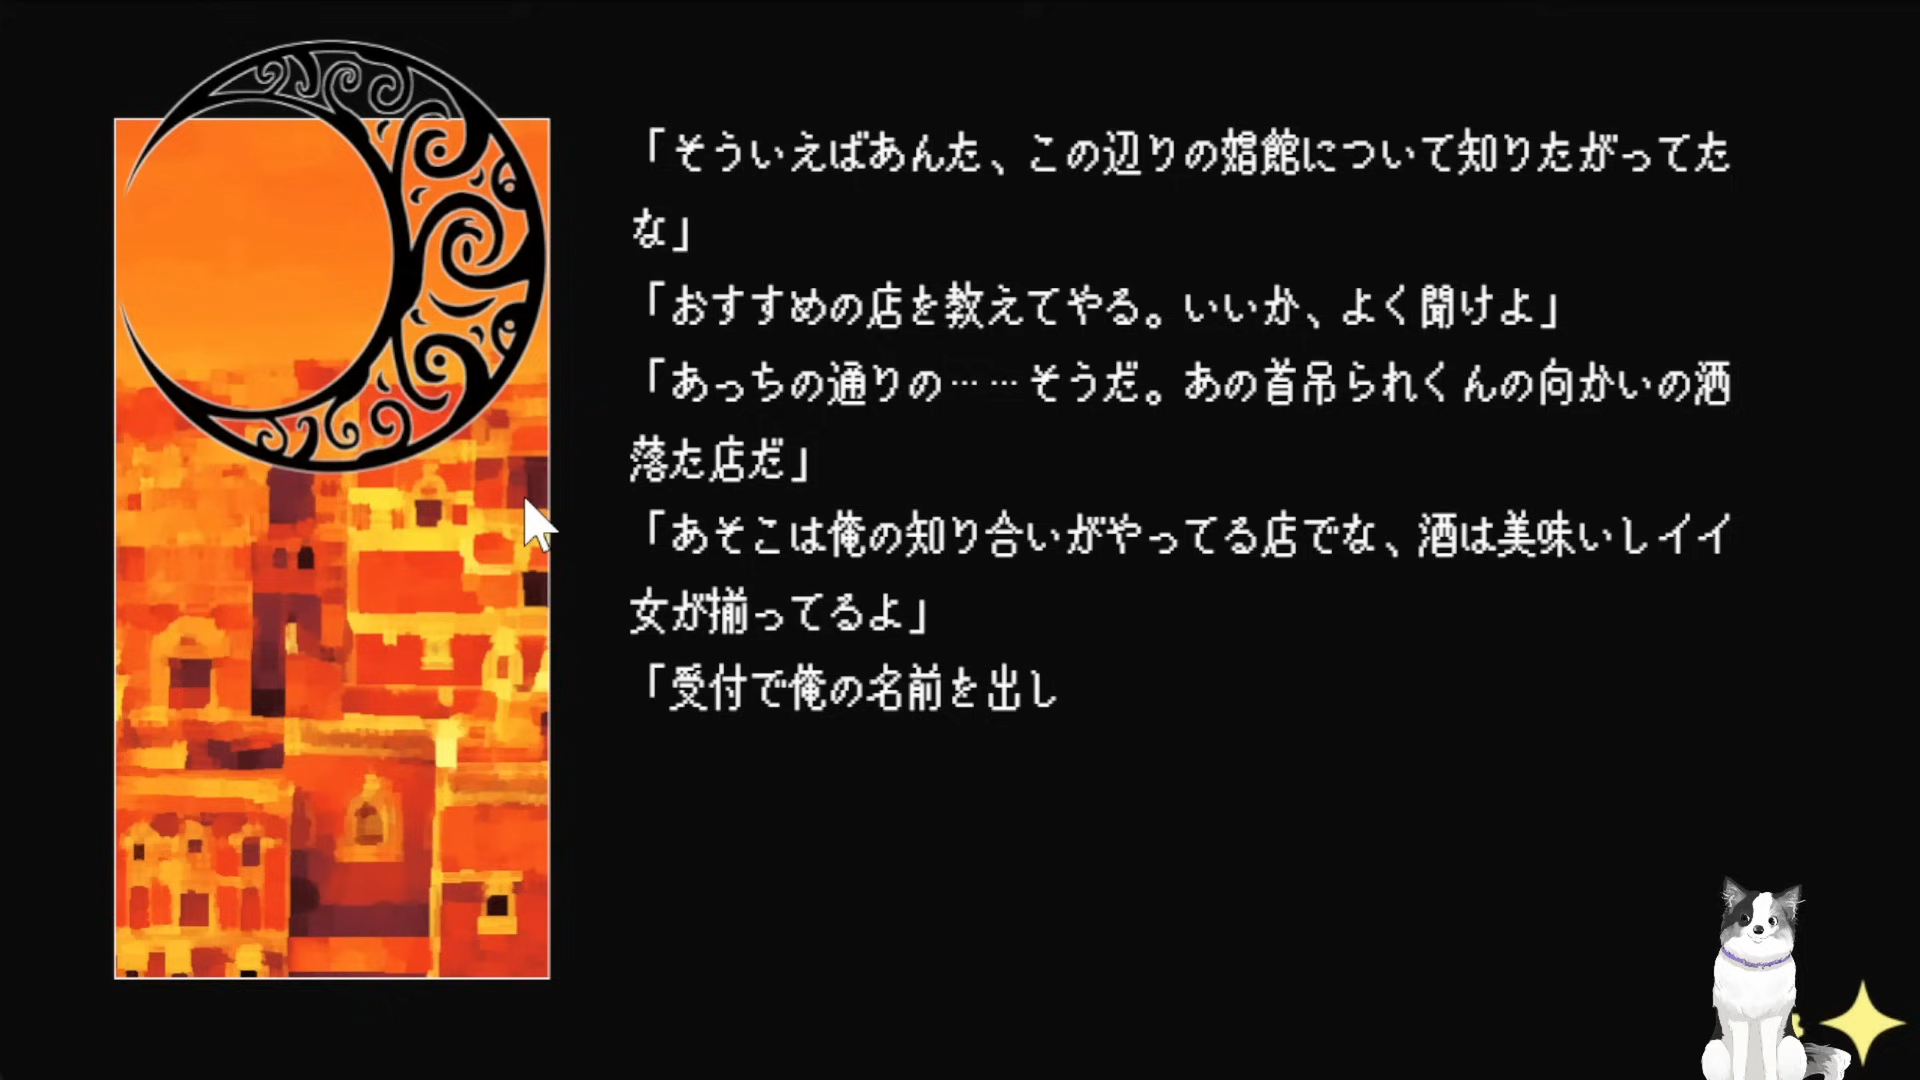 「そういえばあんた、この辺りの娼館について知りたがってた
な」
「おすすめの店を教えてやる。いいか、よく聞けよ」
「あっちの通りの……そうだ。あの首吊られくんの向かいの洒
落た店だ」
「あそこは俺の知り合いがやってる店でな、酒は美味いしイイ
女が揃ってるよ」
「受付で俺の名前を出し